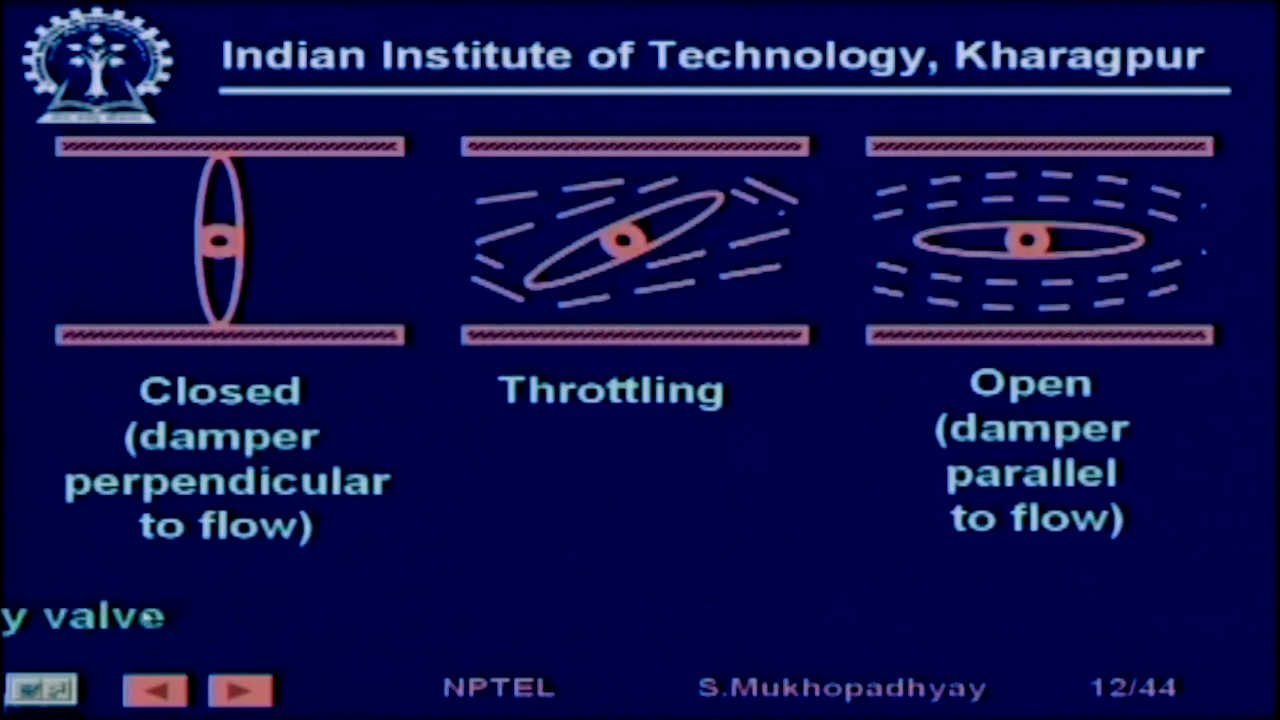 Indian Institute of Technology, Kharagpur
Closed
(damper
perpendicular
to flow)
Throttling
Open
(damper
parallel
to flow)
y valve
NPTEL
S.Mukhopadhyay
12/44